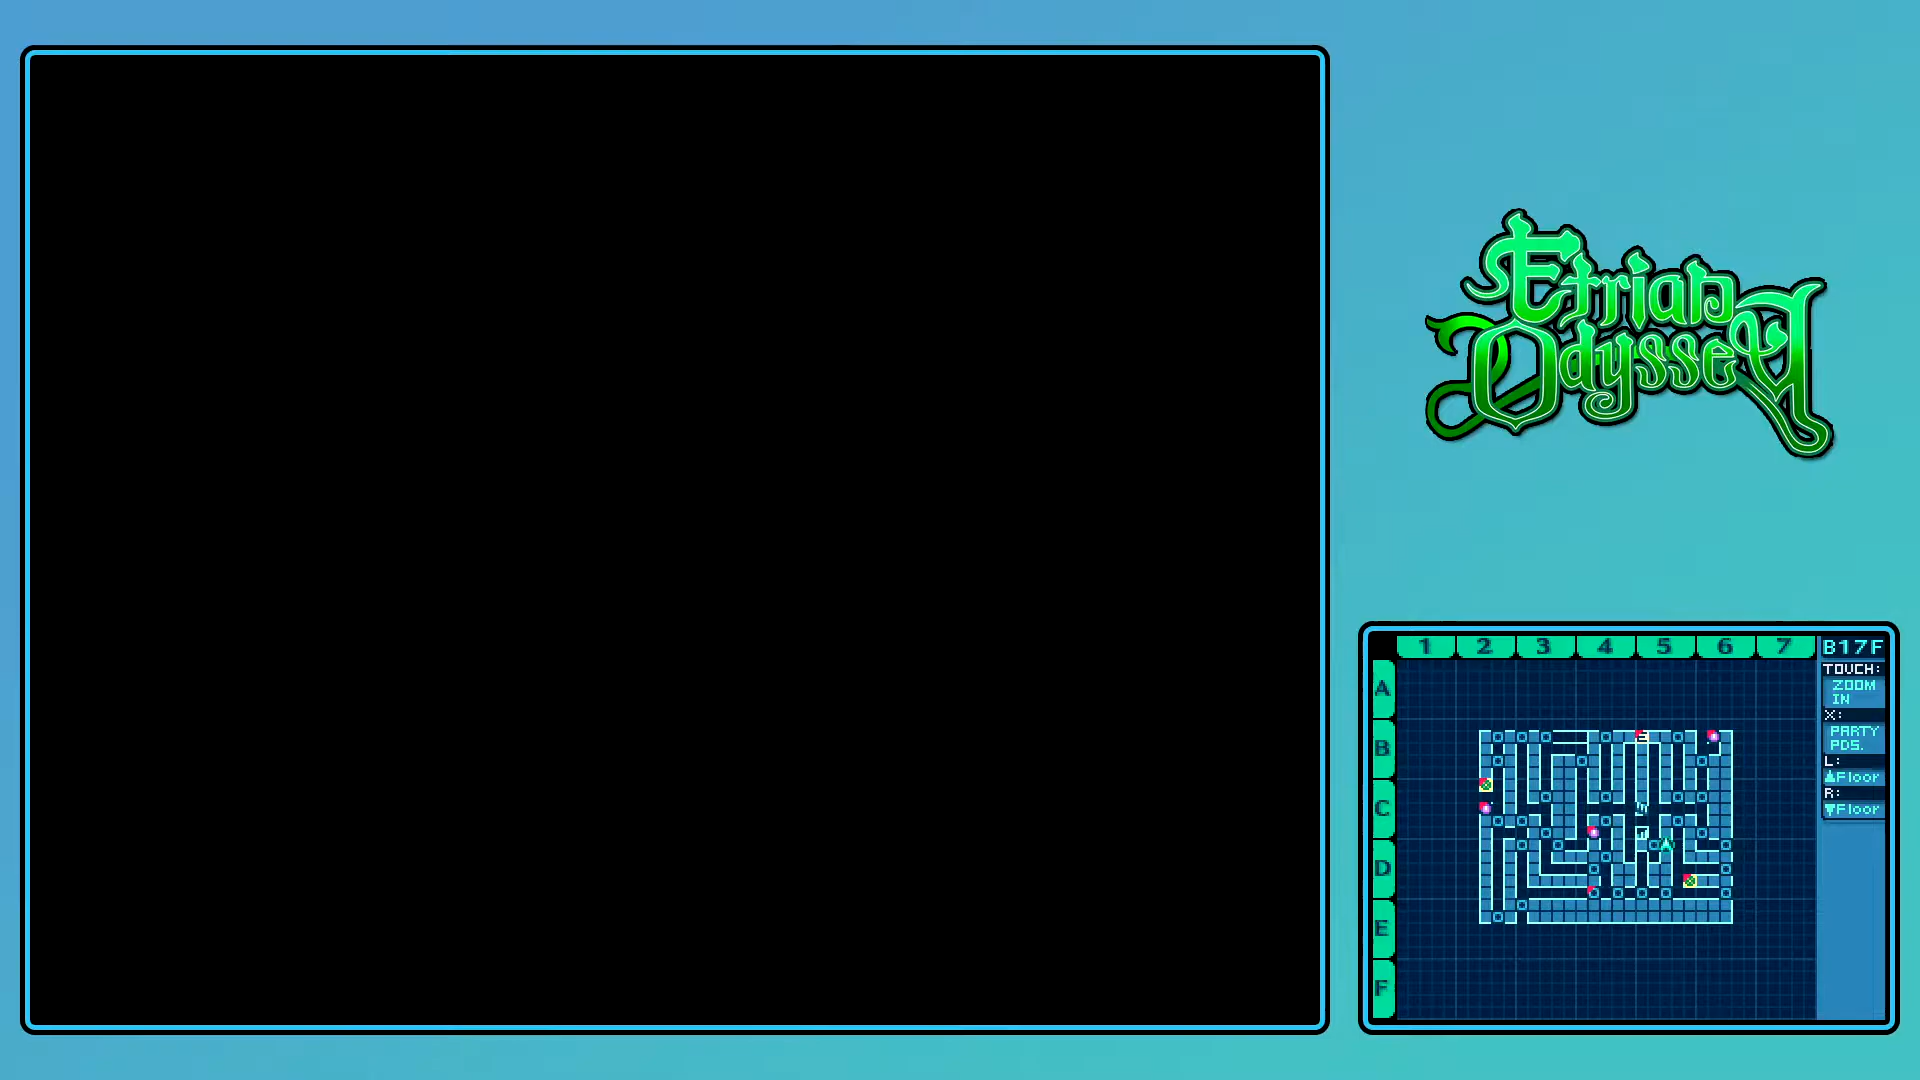 Etrian
Odyssey
1 2 3 4 5 6 7
B17F
TOUCH:
ZOOM
IN
X:
PARTY
POS.
L:
▲Floor
R:
▼Floor
A
B
C
D
E
F